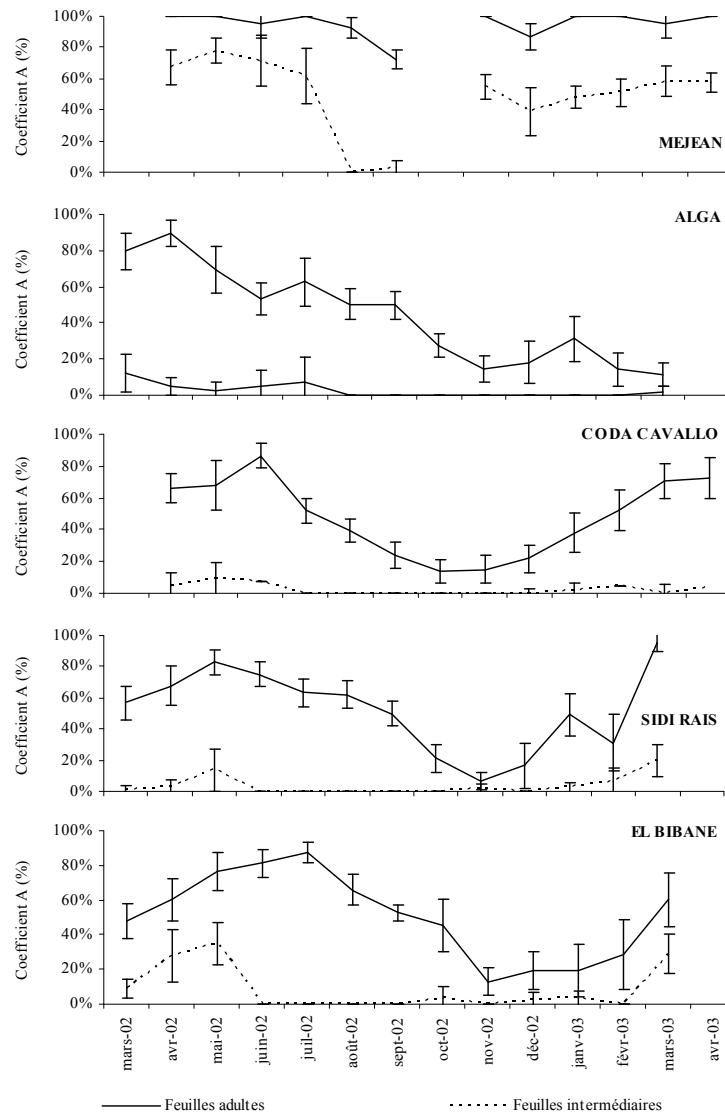 100%
80%
60%
40%
20%
0%
Coefficient A (%)
MEJEAN
100%
80%
60%
40%
20%
0%
Coefficient A (%)
ALGA
100%
80%
60%
40%
20%
0%
Coefficient A (%)
CODA CAVALLO
100%
80%
60%
40%
20%
0%
Coefficient A (%)
SIDI RAIS
100%
80%
60%
40%
20%
0%
Coefficient A (%)
EL BIBANE
mars-02
avr-02
mai-02
juin-02
juil-02
août-02
sept-02
oct-02
nov-02
déc-02
janv-03
févr-03
mars-03
avr-03
Feuilles adultes
Feuilles intermédiaires